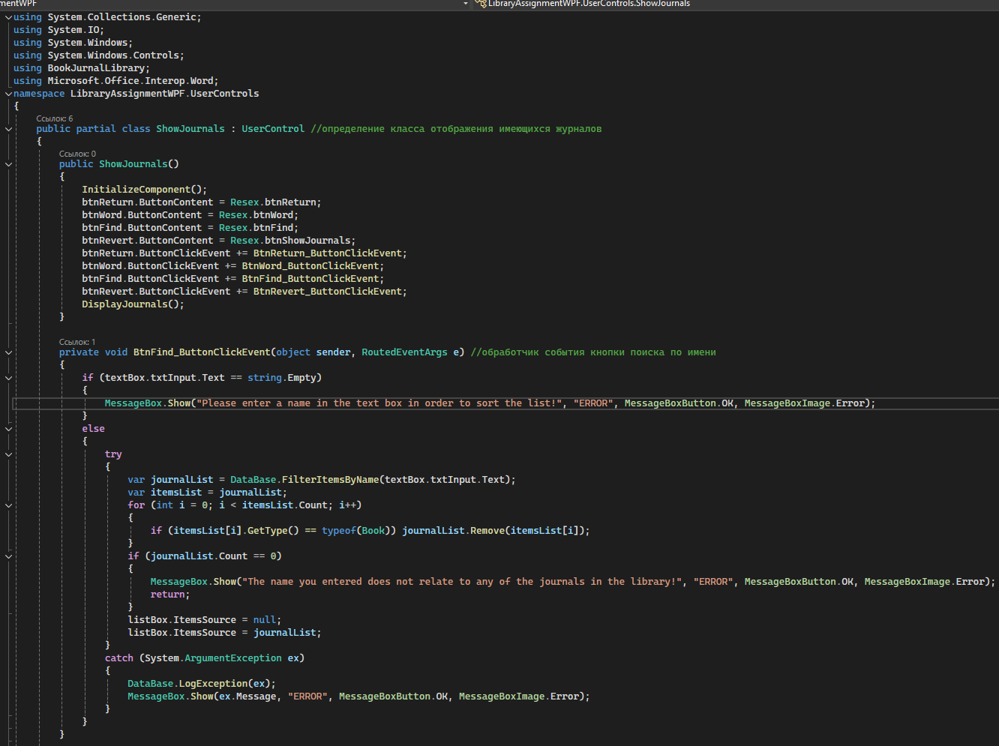 mentWPF
LibraryAssignmentWPF.UserControls.ShowJournals
using System.Collections.Generic;
using System.IO;
using System.Windows;
using System.Windows.Controls;
using BookJurnalLibrary;
using Microsoft.Office.Interop.Word;
namespace LibraryAssignmentWPF.UserControls
{
Ссылок: 6
public partial class ShowJournals : UserControl //определение класса отображения имеющихся журналов
{
Ссылок: 0
public ShowJournals()
{
InitializeComponent();
btnReturn.ButtonContent = Resex.btnReturn;
btnWord.ButtonContent = Resex.btnWord;
btnFind.ButtonContent = Resex.btnFind;
btnRevert.ButtonContent = Resex.btnShowJournals;
btnReturn.ButtonClickEvent += BtnReturn_ButtonClickEvent;
btnWord.ButtonClickEvent += BtnWord_ButtonClickEvent;
btnFind.ButtonClickEvent += BtnFind_ButtonClickEvent;
btnRevert.ButtonClickEvent += BtnRevert_ButtonClickEvent;
DisplayJournals();
}
Ссылок: 1
private void BtnFind_ButtonClickEvent(object sender, RoutedEventArgs e) //обработчик события кнопки поиска по имени
{
if (textBox.txtInput.Text == string.Empty)
{
MessageBox.Show("Please enter a name in the text box in order to sort the list!", "ERROR", MessageBoxButton.OK, MessageBoxImage.Error);
}
else
{
try
{
var journalList = DataBase.FilterItemsByName(textBox.txtInput.Text);
var itemsList = journalList;
for (int i = 0; i < itemsList.Count; i++)
{
if (itemsList[i].GetType() == typeof(Book)) journalList.Remove(itemsList[i]);
}
if (journalList.Count == 0)
{
MessageBox.Show("The name you entered does not relate to any of the journals in the library!", "ERROR", MessageBoxButton.OK, MessageBoxImage.Error);
return;
}
listBox.ItemsSource = null;
listBox.ItemsSource = journalList;
}
catch (System.ArgumentException ex)
{
DataBase.LogException(ex);
MessageBox.Show(ex.Message, "ERROR", MessageBoxButton.OK, MessageBoxImage.Error);
}
}
}